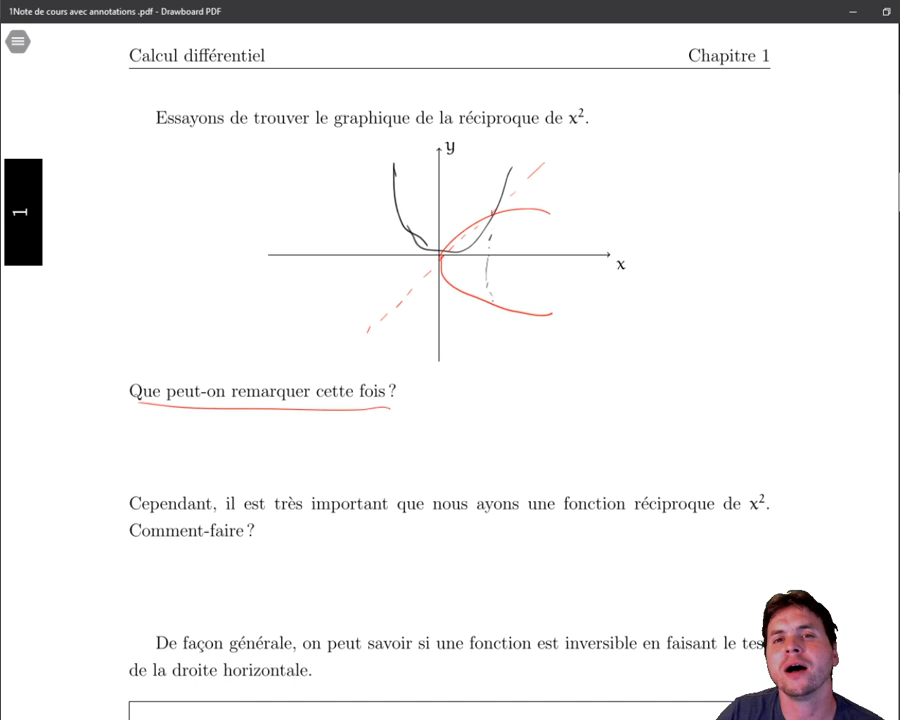 1Note de cours avec annotations .pdf - Drawboard PDF
Calcul différentiel Chapitre 1
Essayons de trouver le graphique de la réciproque de x².
y
x
1
Que peut-on remarquer cette fois ?
Cependant, il est très important que nous ayons une fonction réciproque de x².
Comment-faire ?
De façon générale, on peut savoir si une fonction est inversible en faisant le tes
de la droite horizontale.